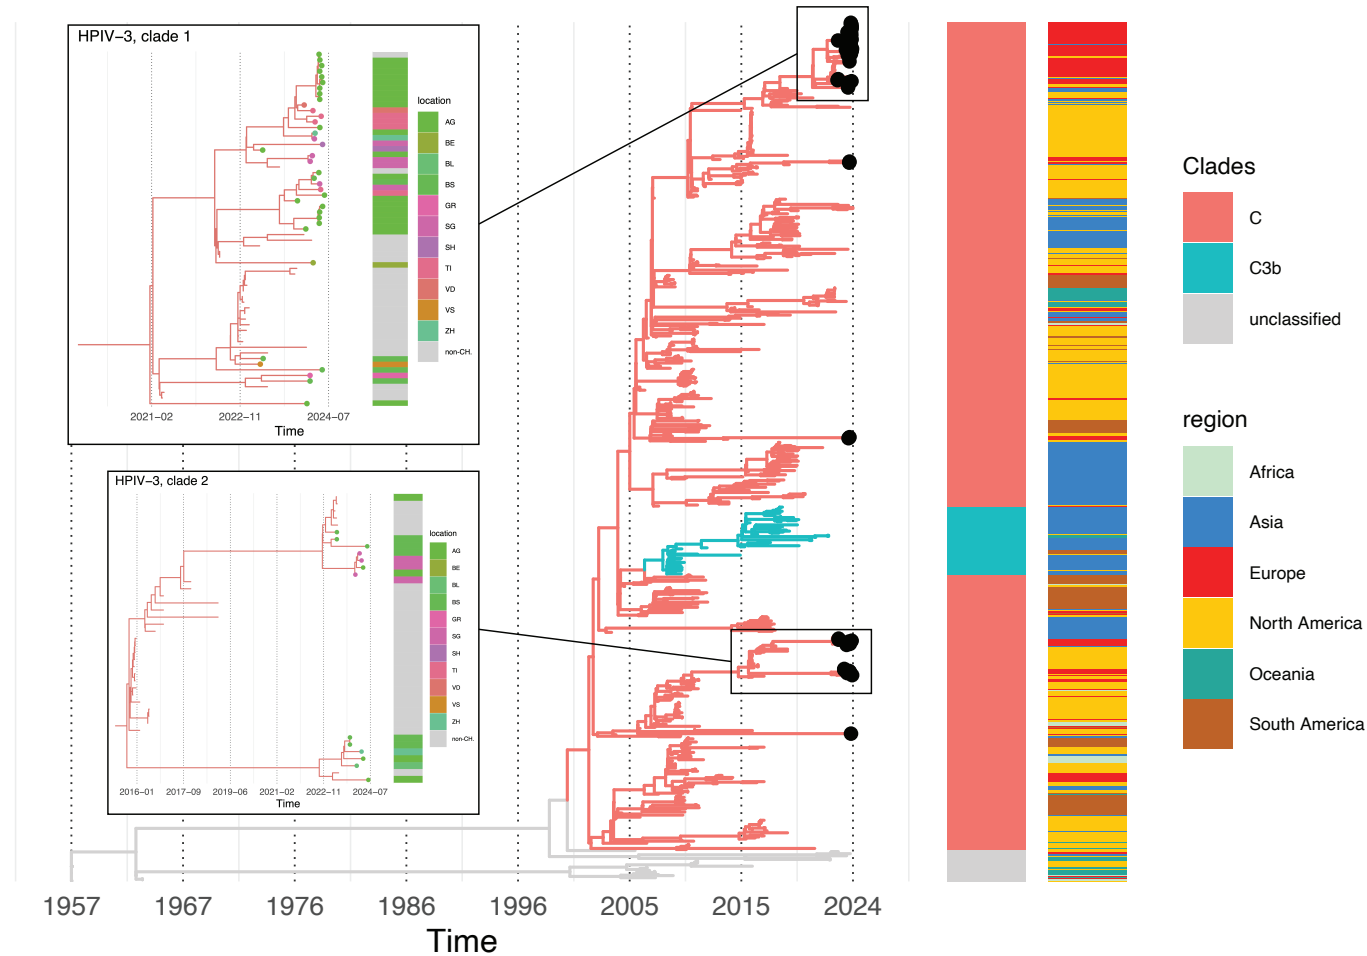 HPIV−3, clade 1
location
AG
BE
BL
BS
GR
SG
SH
TI
VD
VS
ZH
non−CH.
2021−02 2022−11 2024−07
Time
HPIV−3, clade 2
location
AG
BE
BL
BS
GR
SG
SH
TI
VD
VS
ZH
non−CH.
2016−01 2017−09 2019−06 2021−02 2022−11 2024−07
Time
1957 1967 1976 1986 1996 2005 2015 2024
Time
Clades
C
C3b
unclassified
region
Africa
Asia
Europe
North America
Oceania
South America